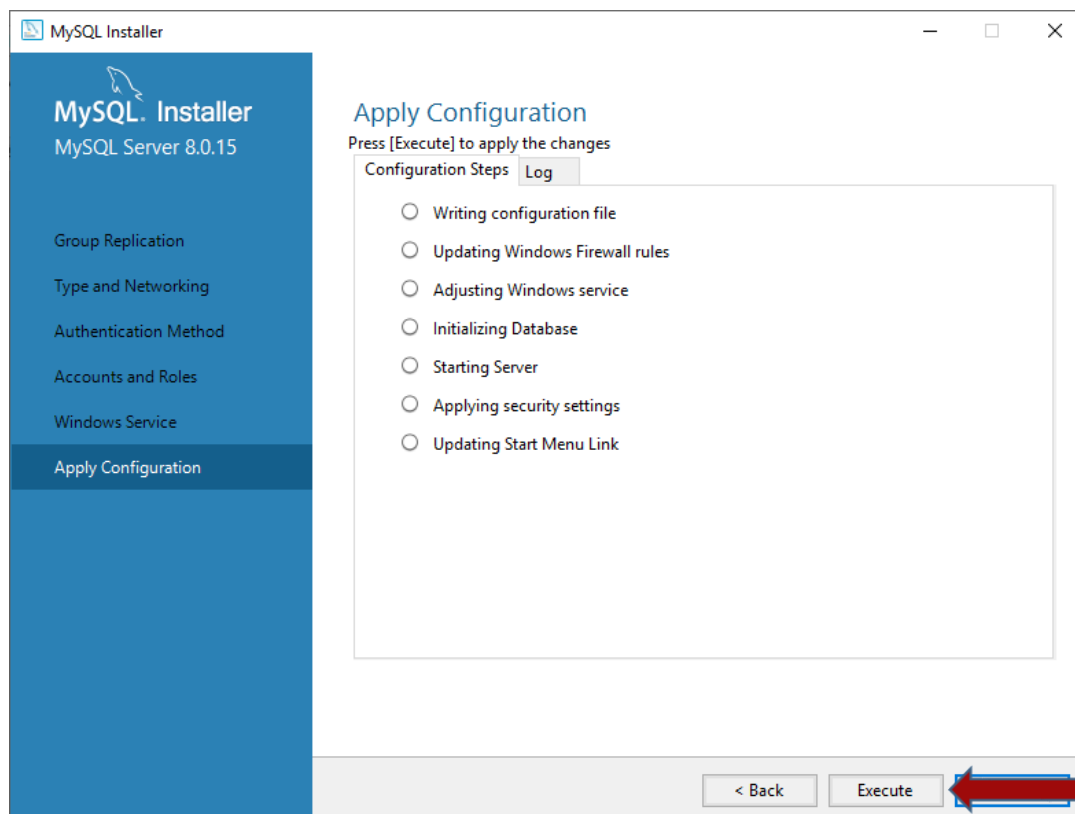 MySQL Installer
MySQL. Installer
MySQL Server 8.0.15
Group Replication
Type and Networking
Authentication Method
Accounts and Roles
Windows Service
Apply Configuration
Apply Configuration
Press [Execute] to apply the changes
Configuration Steps
Log
Writing configuration file
Updating Windows Firewall rules
Adjusting Windows service
Initializing Database
Starting Server
Applying security settings
Updating Start Menu Link
< Back
Execute